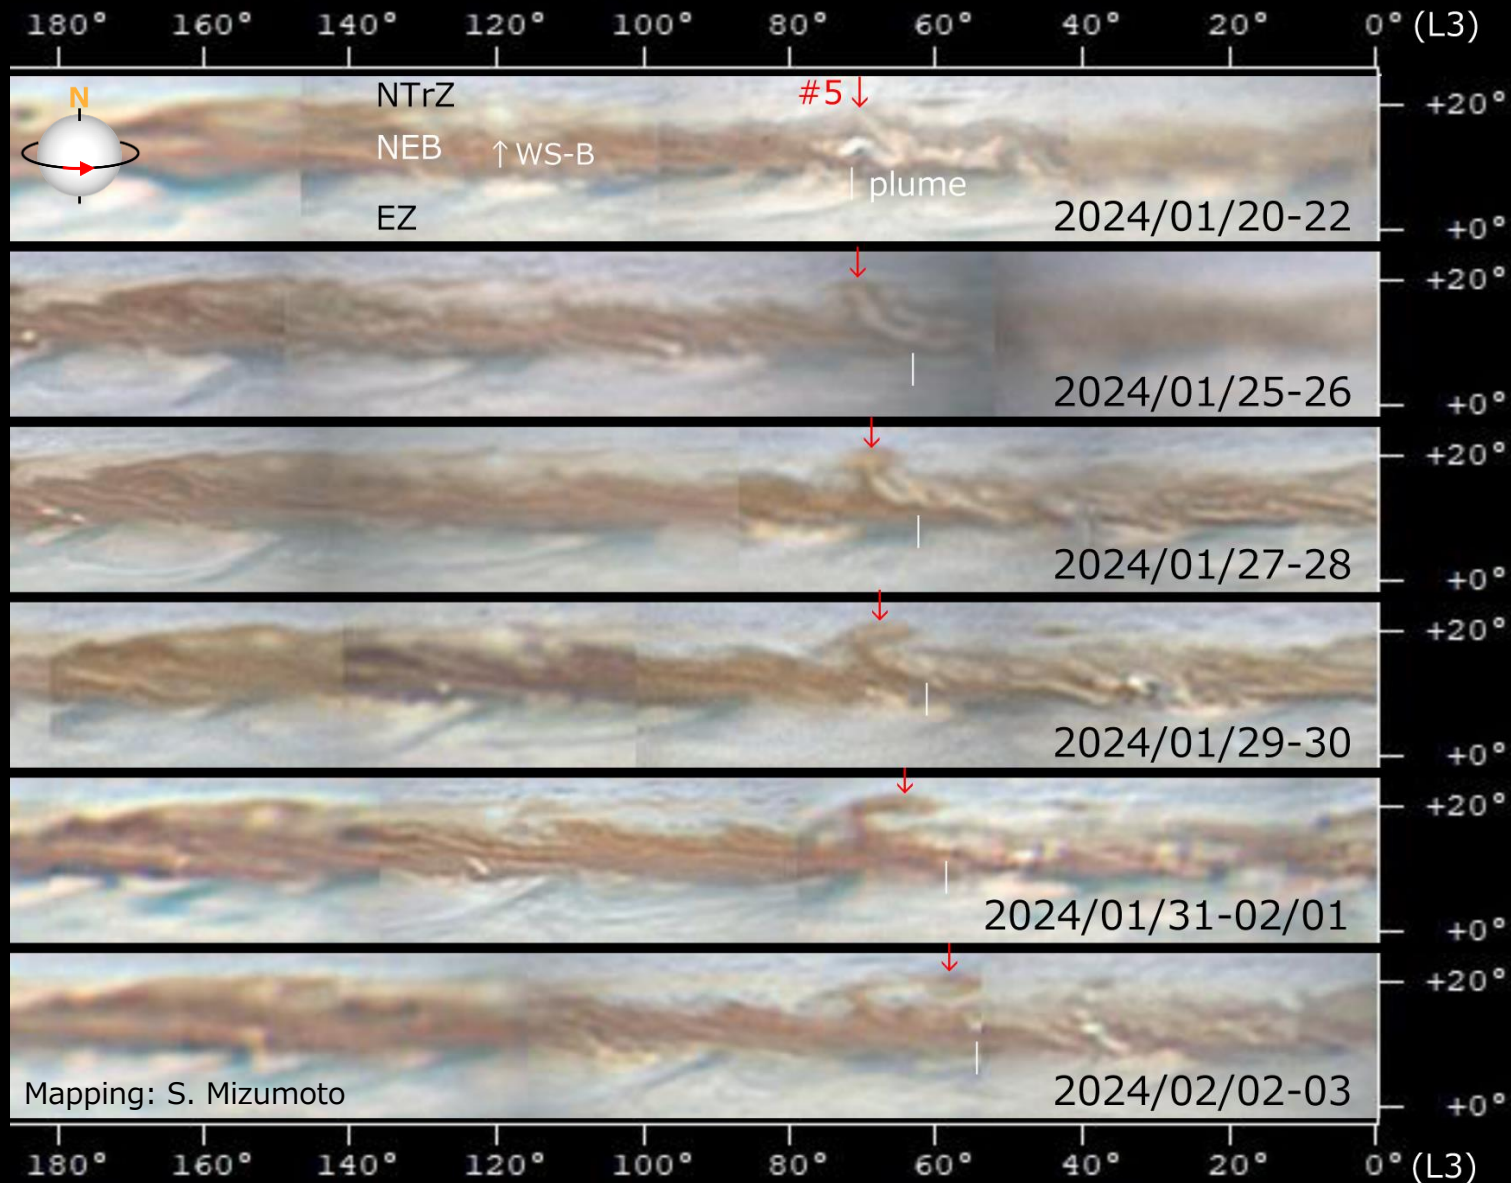 180° 160° 140° 120° 100° 80° 60° 40° 20° 0° (L3)
N
NTrZ
#5 ↓
+20°
NEB
↑ WS-B
plume
EZ
2024/01/20-22
+0°
↓
+20°
2024/01/25-26
+0°
↓
+20°
2024/01/27-28
+0°
↓
+20°
2024/01/29-30
+0°
↓
+20°
2024/01/31-02/01
+0°
↓
+20°
Mapping: S. Mizumoto
2024/02/02-03
+0°
180° 160° 140° 120° 100° 80° 60° 40° 20° 0° (L3)